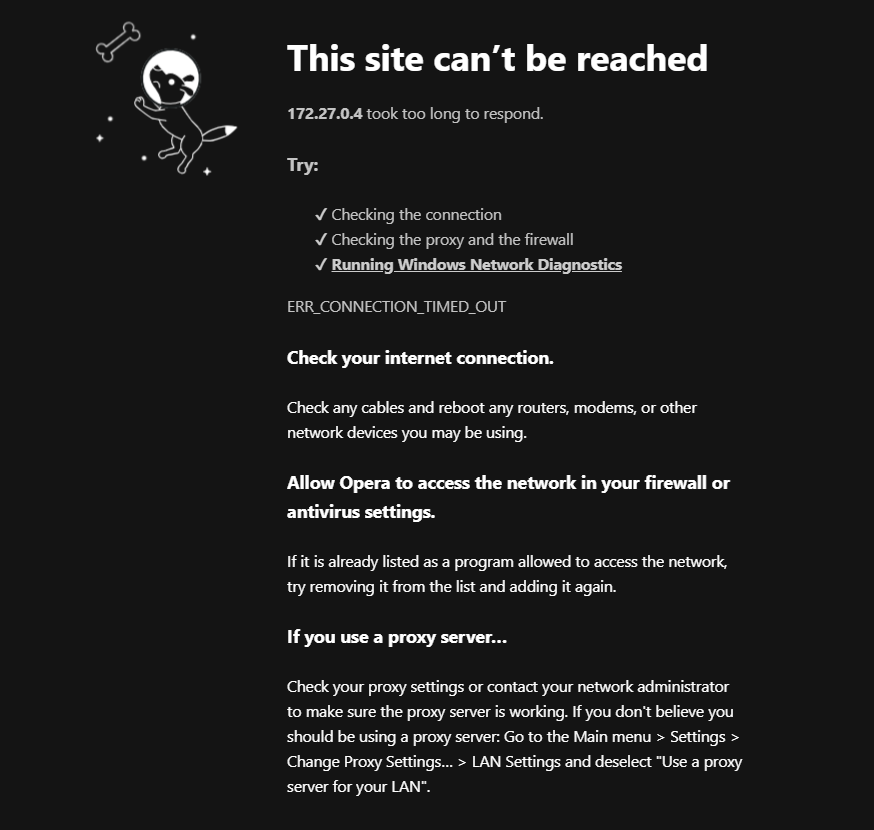 This site can’t be reached
172.27.0.4 took too long to respond.
Try:
✓ Checking the connection
✓ Checking the proxy and the firewall
✓ Running Windows Network Diagnostics
ERR_CONNECTION_TIMED_OUT
Check your internet connection.
Check any cables and reboot any routers, modems, or other
network devices you may be using.
Allow Opera to access the network in your firewall or
antivirus settings.
If it is already listed as a program allowed to access the network,
try removing it from the list and adding it again.
If you use a proxy server…
Check your proxy settings or contact your network administrator
to make sure the proxy server is working. If you don't believe you
should be using a proxy server: Go to the Main menu > Settings >
Change Proxy Settings… > LAN Settings and deselect "Use a proxy
server for your LAN".